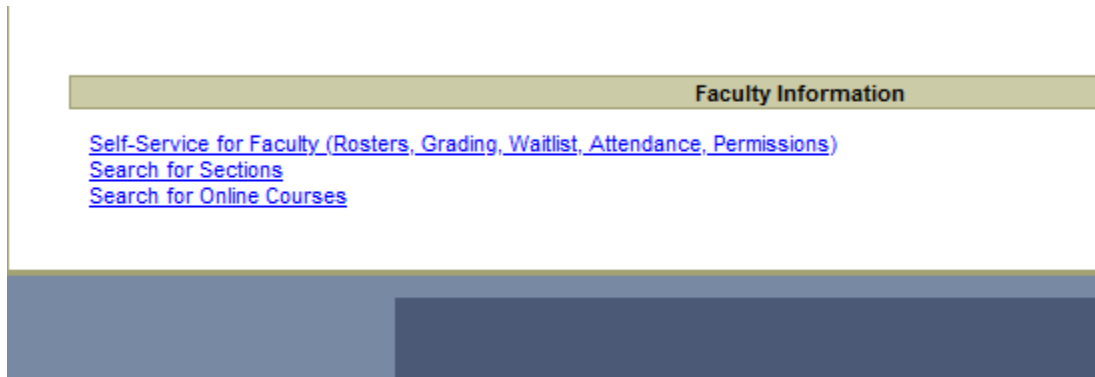 Faculty Information
Self-Service for Faculty (Rosters, Grading, Waitlist, Attendance, Permissions)
Search for Sections
Search for Online Courses